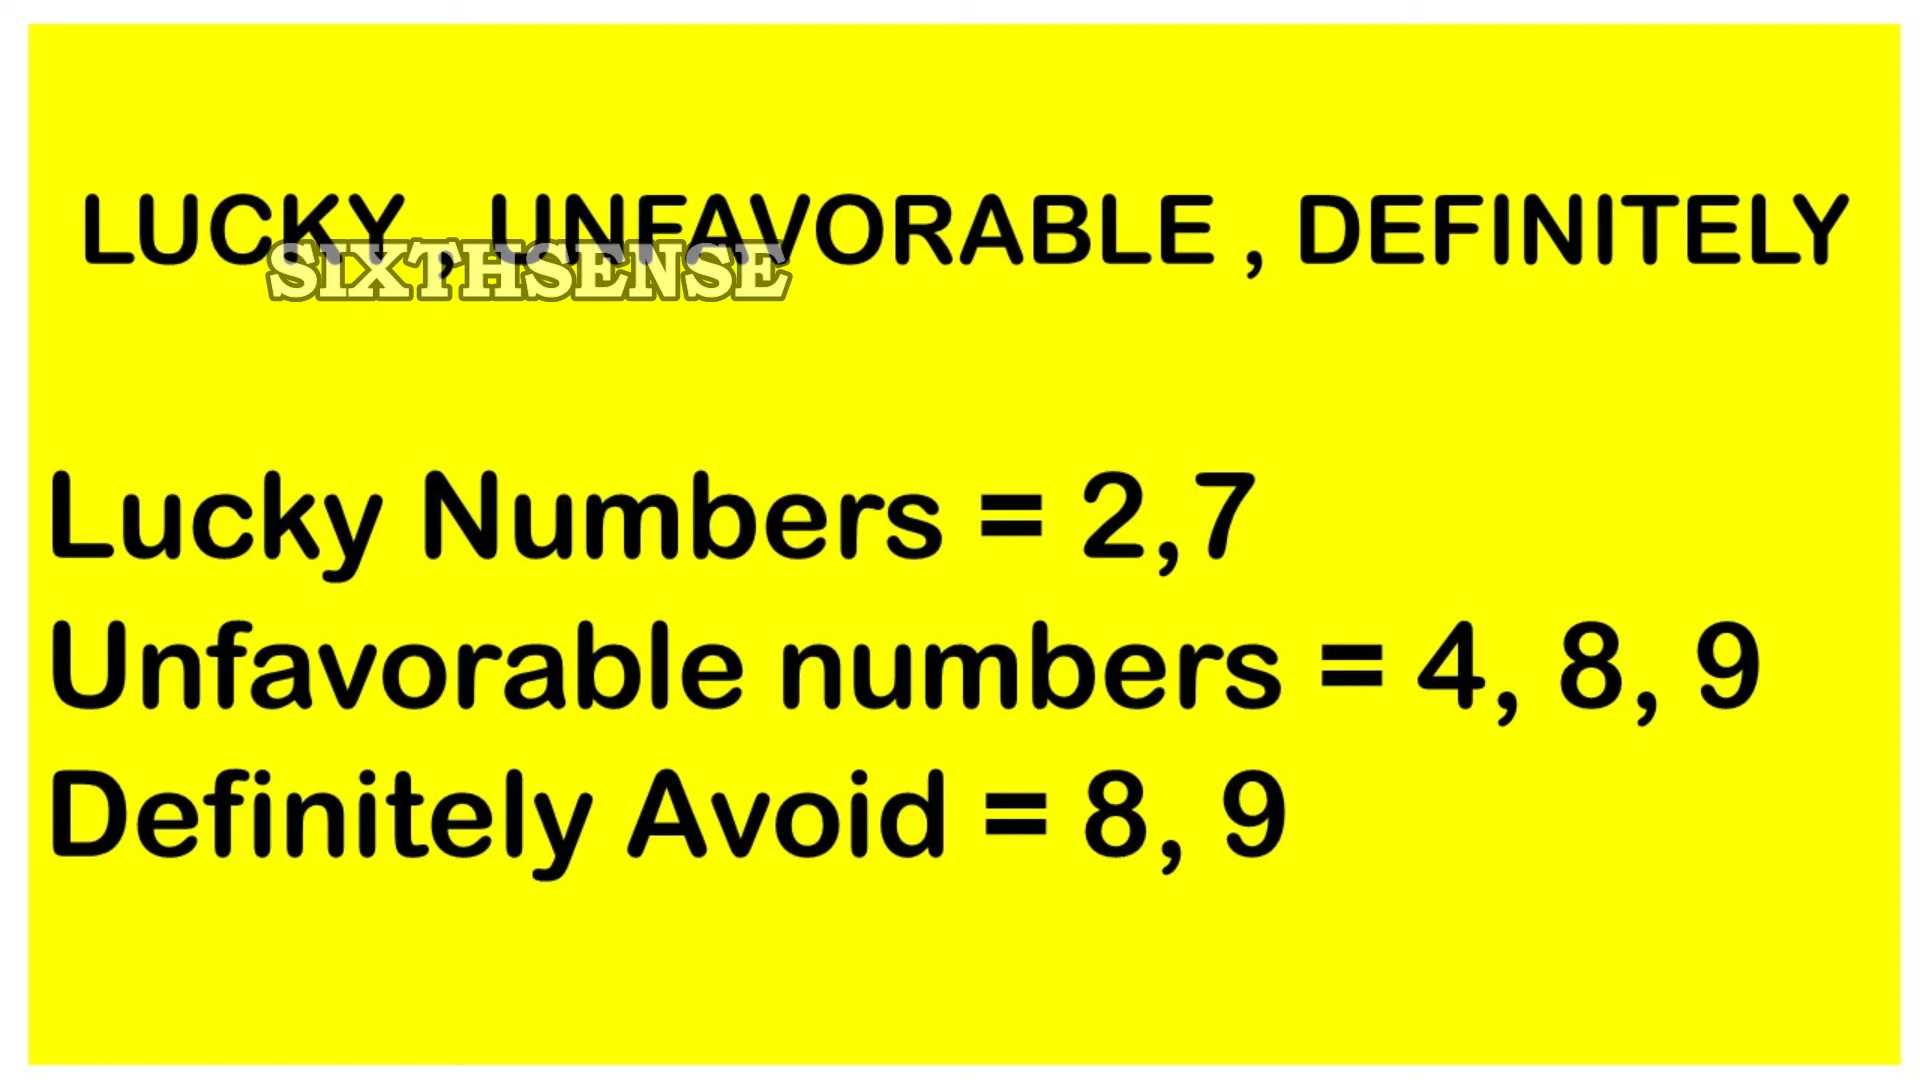 LUCKY , UNFAVORABLE , DEFINITELY
SIXTHSENSE
Lucky Numbers = 2,7
Unfavorable numbers = 4, 8, 9
Definitely Avoid = 8, 9